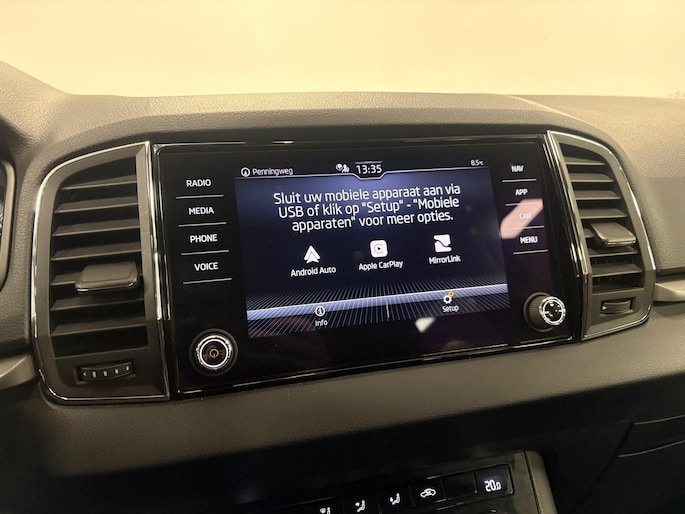 Penningweg 13:35 8.5°C
RADIO
MEDIA
PHONE
VOICE
Sluit uw mobiele apparaat aan via
USB of klik op "Setup" - "Mobiele
apparaten" voor meer opties.
Android Auto Apple CarPlay MirrorLink
Info Setup
NAV
APP
CAR
MENU
20.0